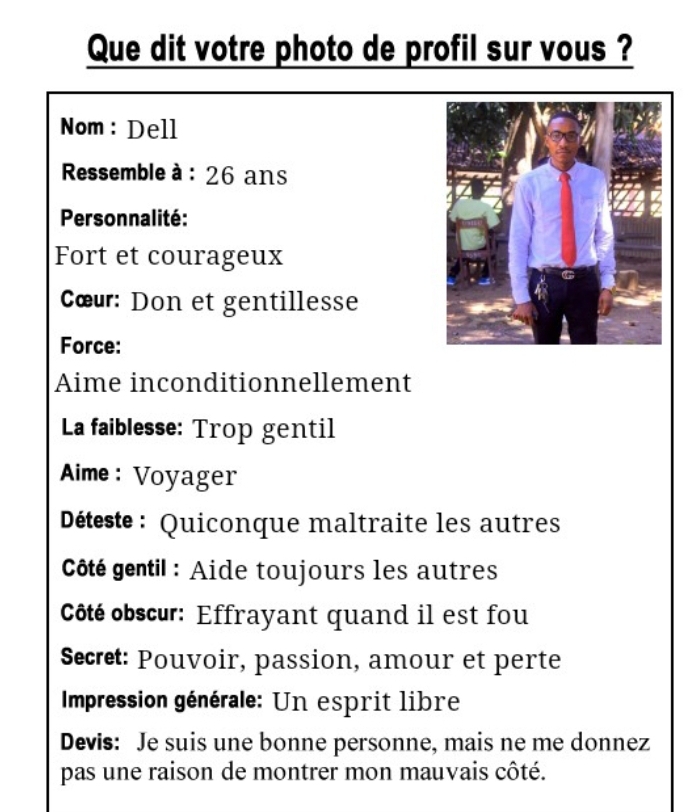 Que dit votre photo de profil sur vous ?
Nom : Dell
Ressemble à : 26 ans
Personnalité:
Fort et courageux
Cœur: Don et gentillesse
Force:
Aime inconditionnellement
La faiblesse: Trop gentil
Aime : Voyager
Déteste : Quiconque maltraite les autres
Côté gentil : Aide toujours les autres
Côté obscur: Effrayant quand il est fou
Secret: Pouvoir, passion, amour et perte
Impression générale: Un esprit libre
Devis: Je suis une bonne personne, mais ne me donnez
pas une raison de montrer mon mauvais côté.